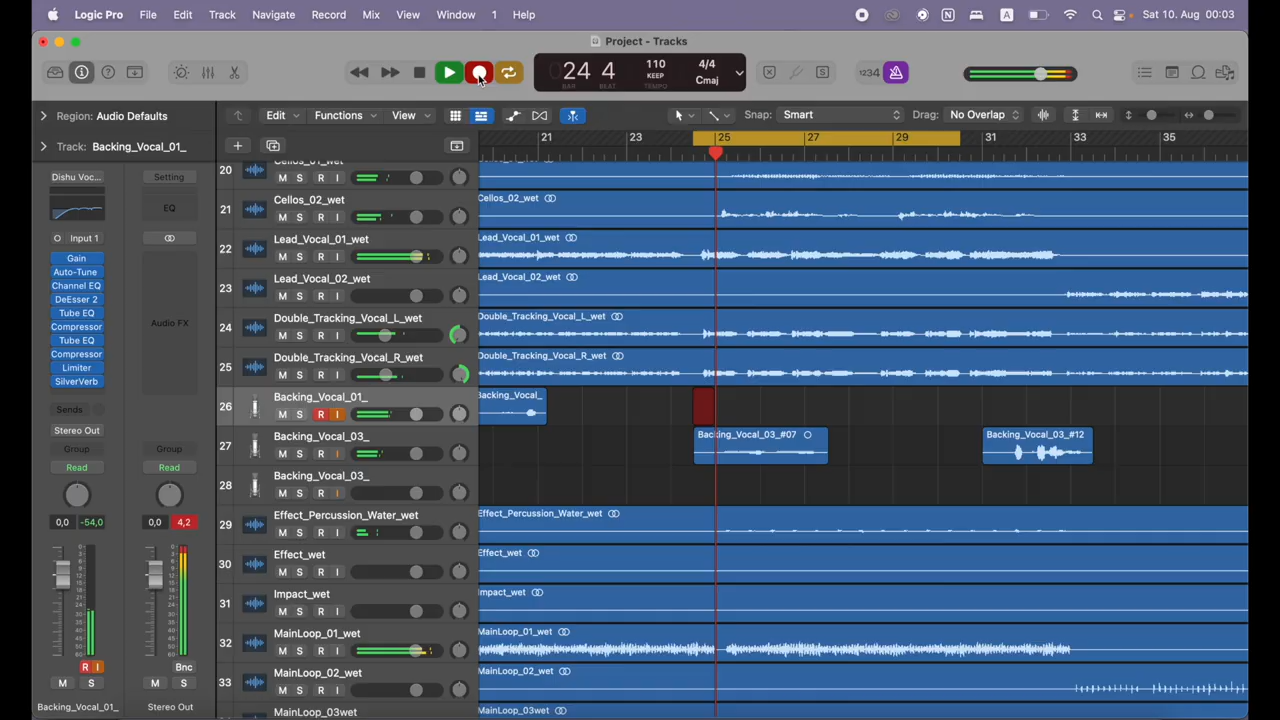 Logic Pro File Edit Track Navigate Record Mix View Window 1 Help A Sat 10. Aug 00:03
Project - Tracks
24 4 110 KEEP 4/4 Cmaj
BAR BEAT TEMPO
1234
Region: Audio Defaults
Edit Functions View Snap: Smart Drag: No Overlap
Track: Backing_Vocal_01_
21 23 25 27 29 31 33 35
Dishu Voc... Setting
EQ
Input 1
Gain
Auto-Tune
Channel EQ
DeEsser 2
Tube EQ
Compressor
Tube EQ
Compressor
Limiter
SilverVerb
Audio FX
Sends
Stereo Out
Group Group
Read Read
0,0 -54,0 0,0 4,2
R I Bnc
M S M S
Backing_Vocal_01_ Stereo Out
20 Cellos_01_wet
M S R I
21 Cellos_02_wet Cellos_02_wet
M S R I
22 Lead_Vocal_01_wet Lead_Vocal_01_wet
M S R I
23 Lead_Vocal_02_wet Lead_Vocal_02_wet
M S R I
24 Double_Tracking_Vocal_L_wet Double_Tracking_Vocal_L_wet
M S R I
25 Double_Tracking_Vocal_R_wet Double_Tracking_Vocal_R_wet
M S R I
26 Backing_Vocal_01_ Backing_Vocal_
M S R I
27 Backing_Vocal_03_ Backing_Vocal_03_#07 Backing_Vocal_03_#12
M S R I
28 Backing_Vocal_03_
M S R I
29 Effect_Percussion_Water_wet Effect_Percussion_Water_wet
M S R I
30 Effect_wet Effect_wet
M S R I
31 Impact_wet Impact_wet
M S R I
32 MainLoop_01_wet MainLoop_01_wet
M S R I
33 MainLoop_02_wet MainLoop_02_wet
M S R I
MainLoop_03wet MainLoop_03wet